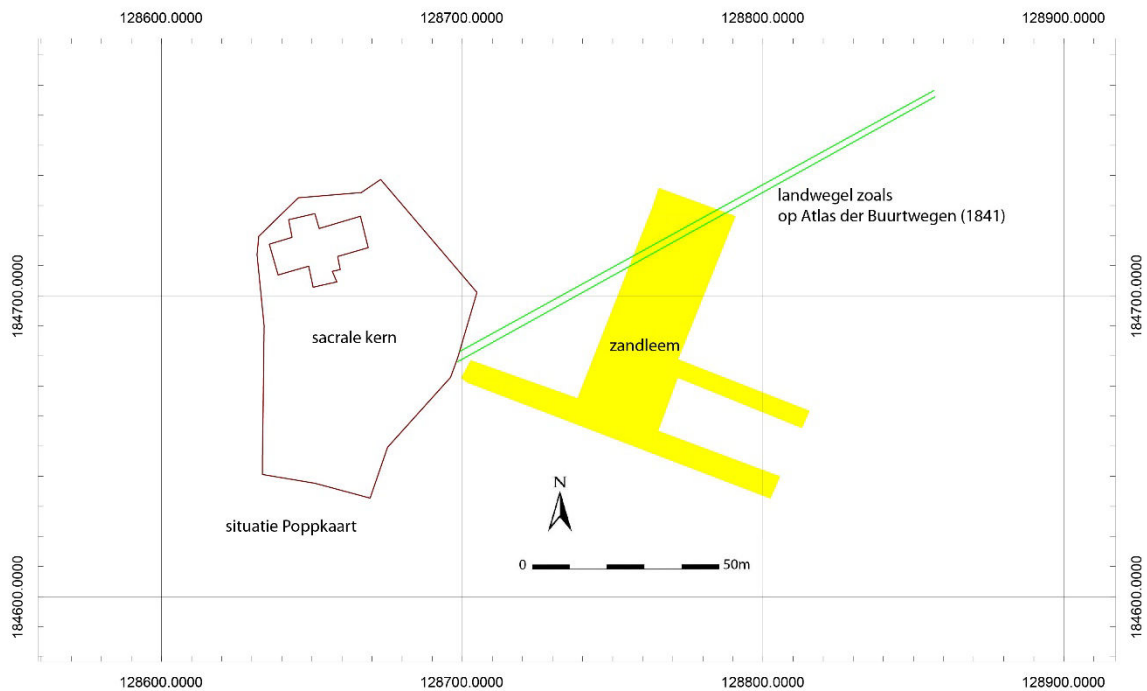 128600.0000
128700.0000
128800.0000
128900.0000
landwegel zoals
op Atlas der Buurtwegen (1841)
184700.0000
184700.0000
sacrale kern
zandleem
N
situatie Poppkaart
0
50m
184600.0000
184600.0000
128600.0000
128700.0000
128800.0000
128900.0000